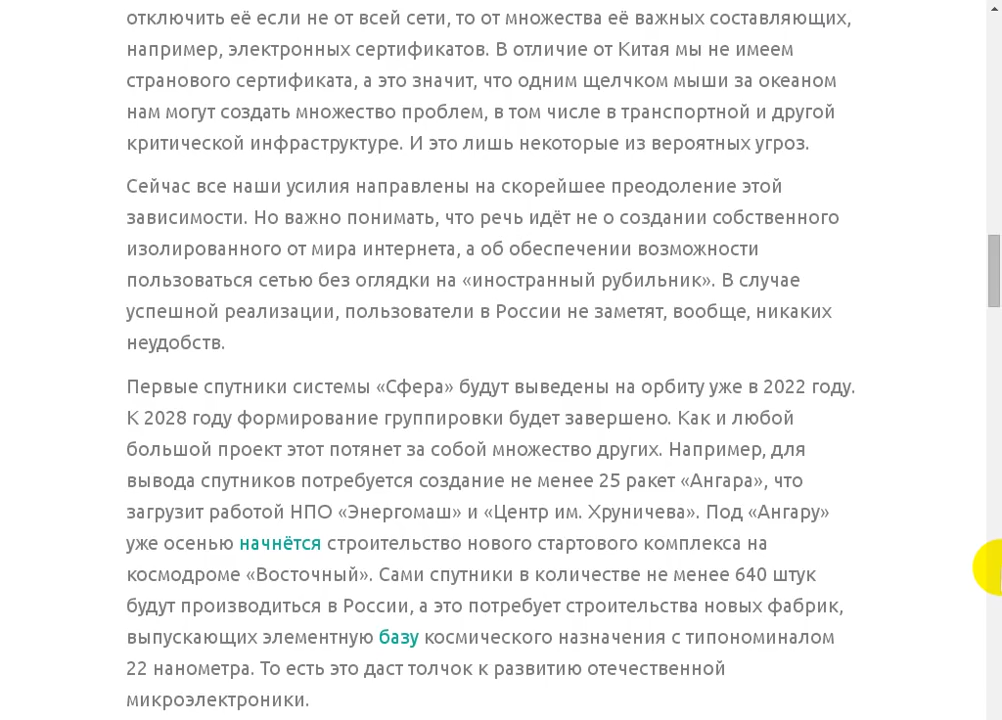 отключить её если не от всей сети, то от множества её важных составляющих,
например, электронных сертификатов. В отличие от Китая мы не имеем
странового сертификата, а это значит, что одним щелчком мыши за океаном
нам могут создать множество проблем, в том числе в транспортной и другой
критической инфраструктуре. И это лишь некоторые из вероятных угроз.
Сейчас все наши усилия направлены на скорейшее преодоление этой
зависимости. Но важно понимать, что речь идёт не о создании собственного
изолированного от мира интернета, а об обеспечении возможности
пользоваться сетью без оглядки на «иностранный рубильник». В случае
успешной реализации, пользователи в России не заметят, вообще, никаких
неудобств.
Первые спутники системы «Сфера» будут выведены на орбиту уже в 2022 году.
К 2028 году формирование группировки будет завершено. Как и любой
большой проект этот потянет за собой множество других. Например, для
вывода спутников потребуется создание не менее 25 ракет «Ангара», что
загрузит работой НПО «Энергомаш» и «Центр им. Хруничева». Под «Ангару»
уже осенью начнётся строительство нового стартового комплекса на
космодроме «Восточный». Сами спутники в количестве не менее 640 штук
будут производиться в России, а это потребует строительства новых фабрик,
выпускающих элементную базу космического назначения с типономиналом
22 нанометра. То есть это даст толчок к развитию отечественной
микроэлектроники.